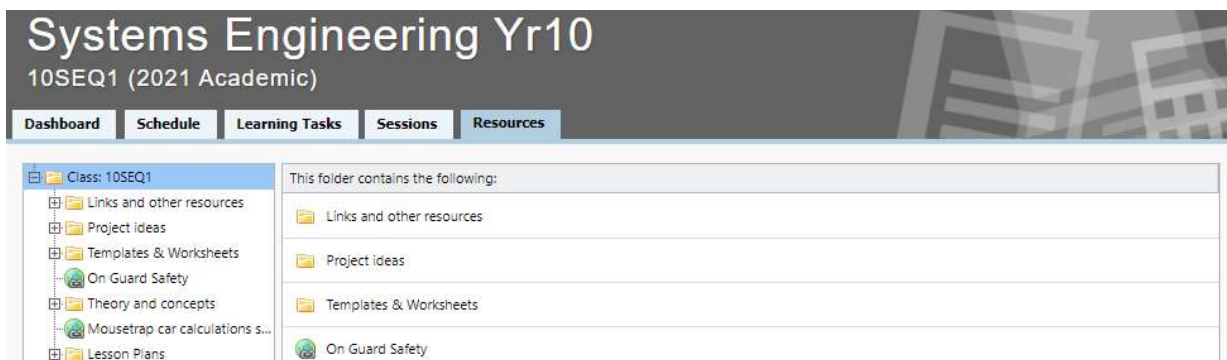 Systems Engineering Yr10
10SEQ1 (2021 Academic)
Dashboard Schedule Learning Tasks Sessions Resources
Class: 10SEQ1
Links and other resources
Project ideas
Templates & Worksheets
On Guard Safety
Theory and concepts
Mousetrap car calculations s...
Lesson Plans
This folder contains the following:
Links and other resources
Project ideas
Templates & Worksheets
On Guard Safety